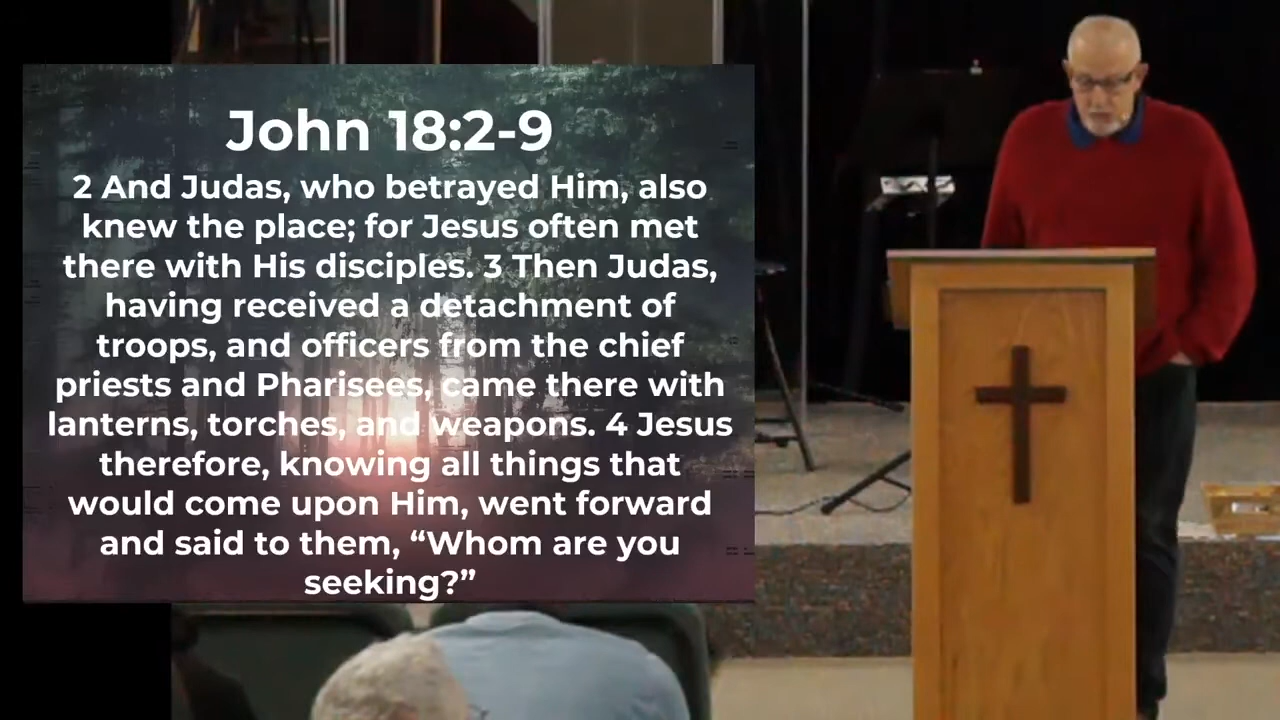 John 18:2-9
2 And Judas, who betrayed Him, also
knew the place; for Jesus often met
there with His disciples. 3 Then Judas,
having received a detachment of
troops, and officers from the chief
priests and Pharisees, came there with
lanterns, torches, and weapons. 4 Jesus
therefore, knowing all things that
would come upon Him, went forward
and said to them, “Whom are you
seeking?”